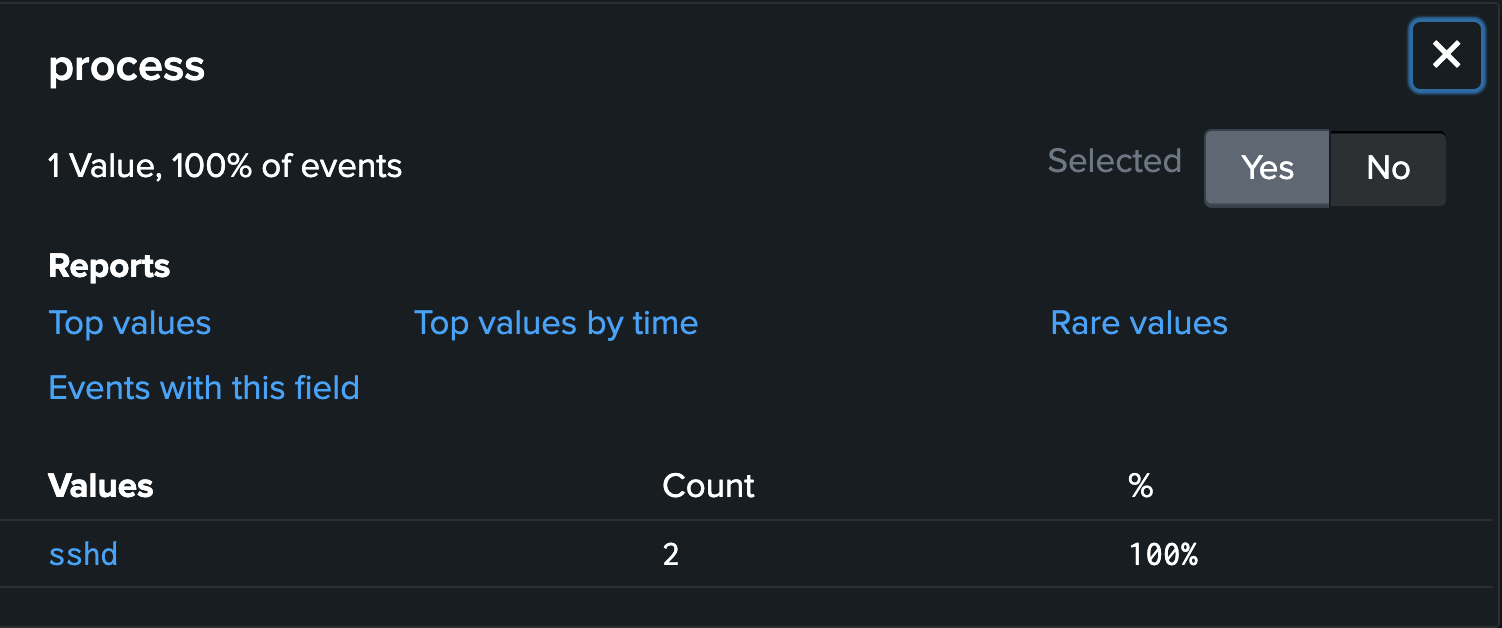 process
1 Value, 100% of events
Selected Yes No
Reports
Top values Top values by time Rare values
Events with this field
Values Count %
sshd 2 100%